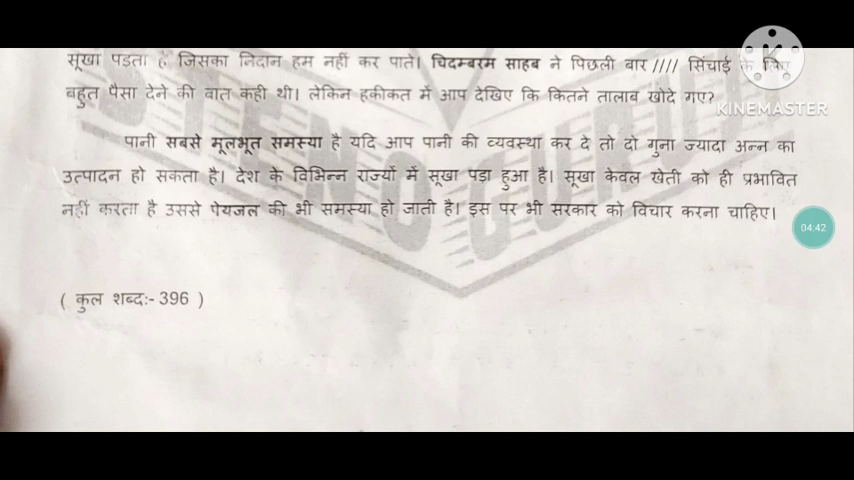 सूखा पड़ता है जिसका निदान हम नहीं कर पाते। चिदम्बरम साहब ने पिछली बार //// सिंचाई के लिए
बहुत पैसा देने की बात कही थी। लेकिन हकीकत में आप देखिए कि कितने तालाब खोदे गए?
पानी सबसे मूलभूत समस्या है यदि आप पानी की व्यवस्था कर दे तो दो गुना ज्यादा अन्न का
उत्पादन हो सकता है। देश के विभिन्न राज्यों में सूखा पड़ा हुआ है। सूखा केवल खेती को ही प्रभावित
नहीं करता है उससे पेयजल की भी समस्या हो जाती है। इस पर भी सरकार को विचार करना चाहिए।
( कुल शब्द:- 396 )
STENO GURUJI
K
KINEMASTER
04:42